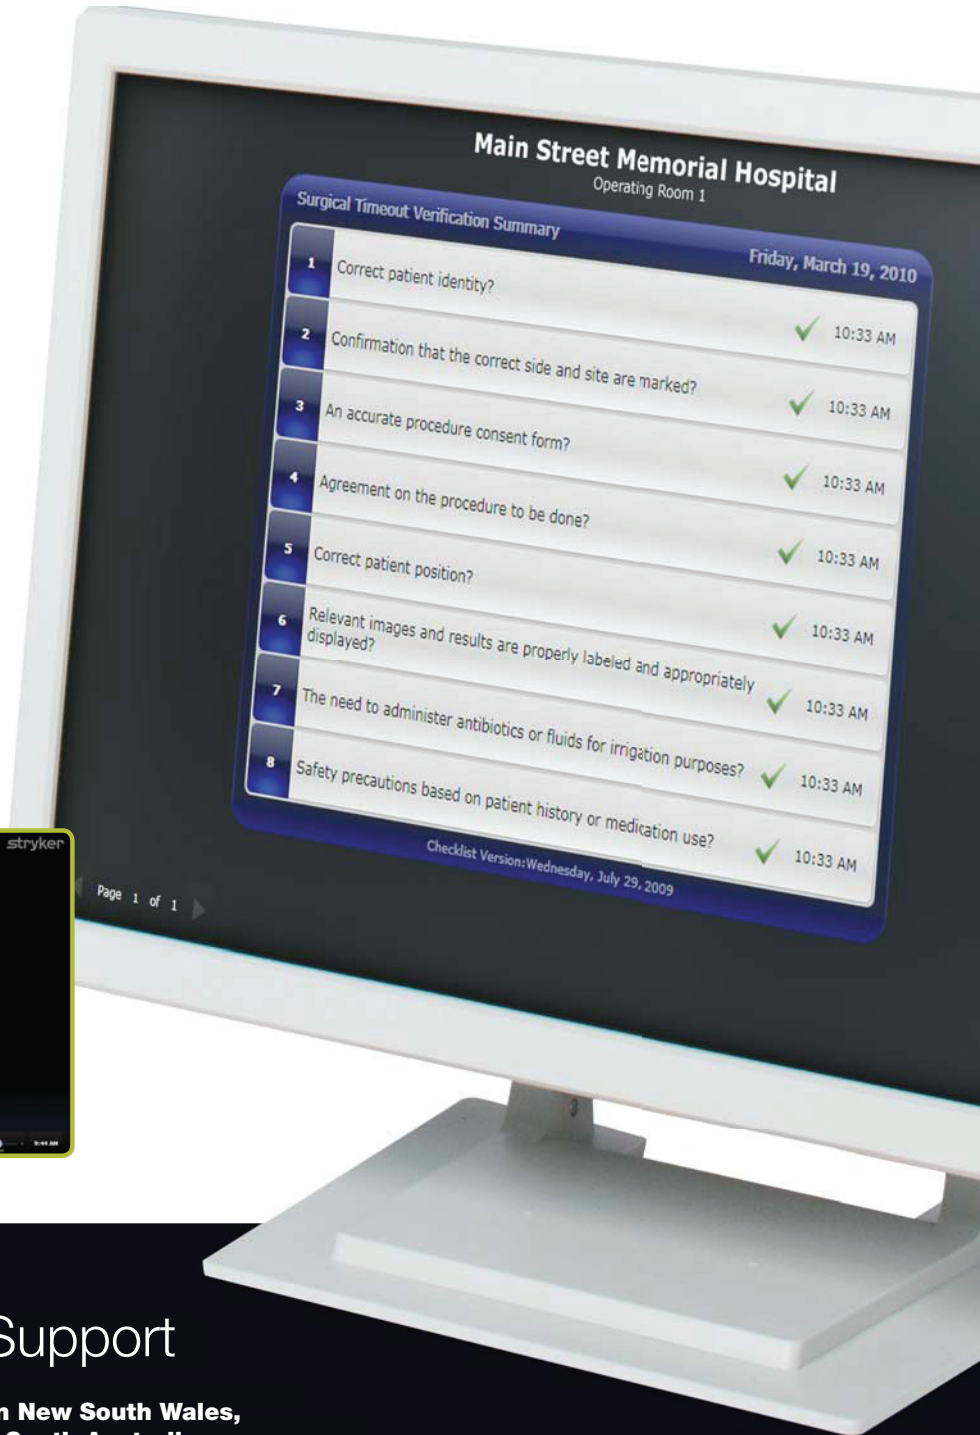 Main Street Memorial Hospital
Operating Room 1
Surgical Timeout Verification Summary
Friday, March 19, 2010
1 Correct patient identity? 10:33 AM
2 Confirmation that the correct side and site are marked? 10:33 AM
3 An accurate procedure consent form? 10:33 AM
4 Agreement on the procedure to be done? 10:33 AM
5 Correct patient position? 10:33 AM
6 Relevant images and results are properly labeled and appropriately
displayed? 10:33 AM
7 The need to administer antibiotics or fluids for irrigation purposes? 10:33 AM
8 Safety precautions based on patient history or medication use? 10:33 AM
Checklist Version:Wednesday, July 29, 2009
Page 1 of 1
stryker
9:44 AM
Support
New South Wales,